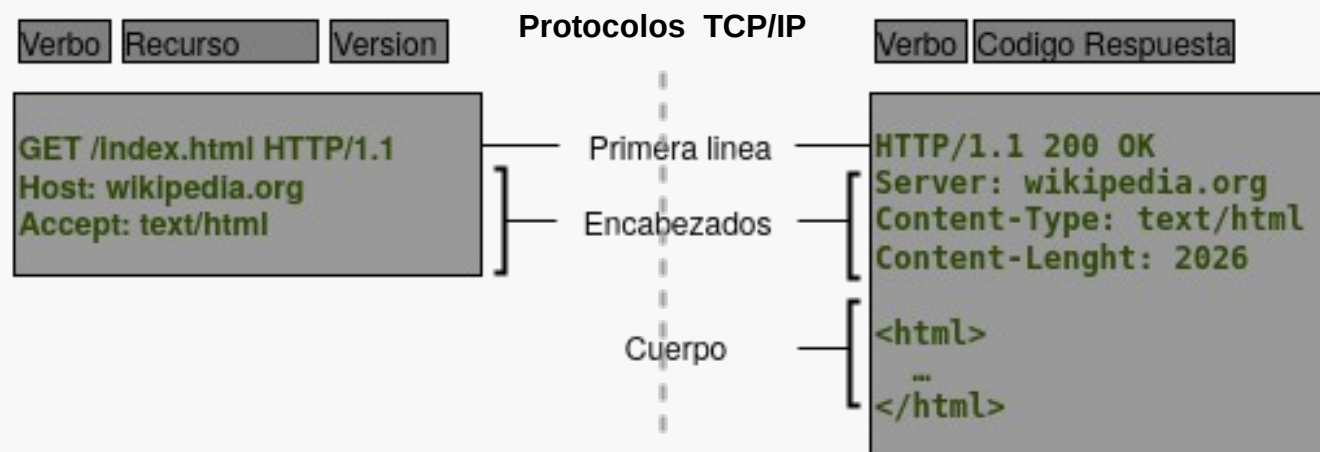 Protocolos TCP/IP
Verbo Recurso Version
Verbo Codigo Respuesta
GET /index.html HTTP/1.1
Host: wikipedia.org
Accept: text/html
Primera linea
Encabezados
Cuerpo
HTTP/1.1 200 OK
Server: wikipedia.org
Content-Type: text/html
Content-Lenght: 2026
<html>
…
</html>